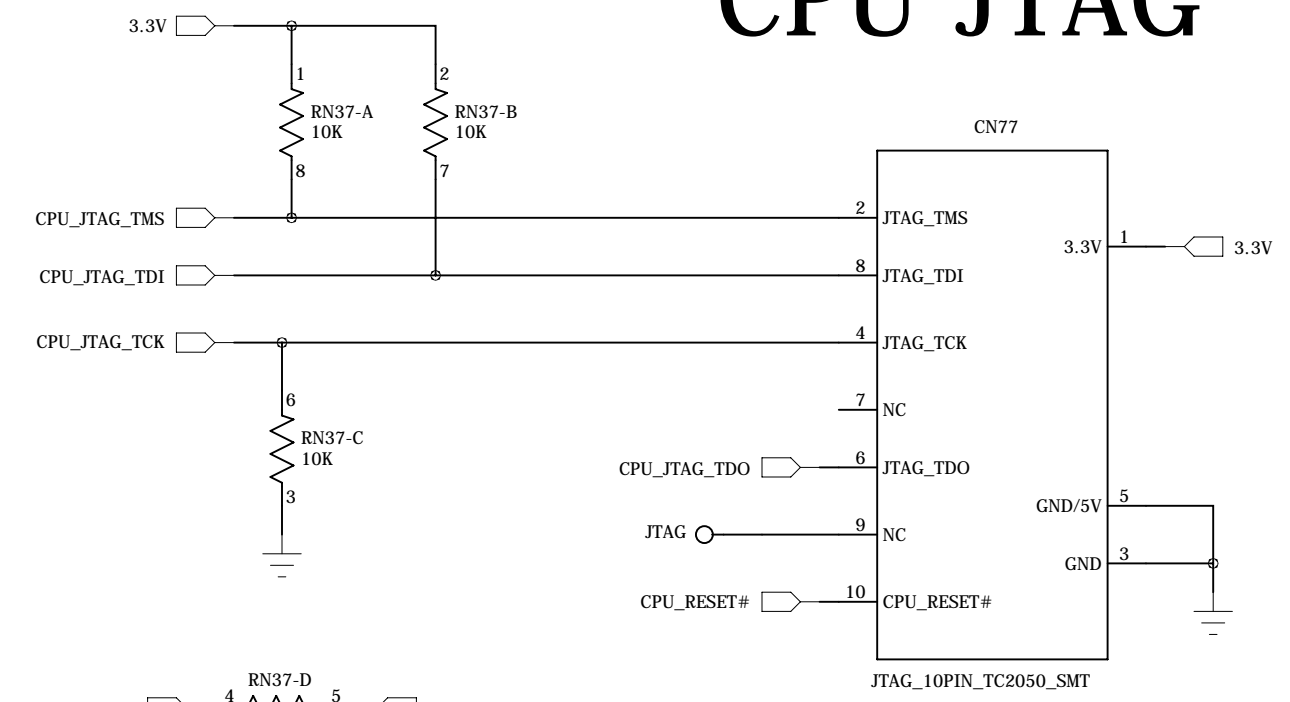 CPU JTAG
3.3V
1
RN37-A
10K
8
2
RN37-B
10K
7
CN77
CPU_JTAG_TMS
2
JTAG_TMS
3.3V
1
3.3V
CPU_JTAG_TDI
8
JTAG_TDI
CPU_JTAG_TCK
4
JTAG_TCK
6
RN37-C
10K
3
7
NC
CPU_JTAG_TDO
6
JTAG_TDO
GND/5V
5
JTAG
9
NC
GND
3
CPU_RESET#
10
CPU_RESET#
JTAG_10PIN_TC2050_SMT
RN37-D
4
5